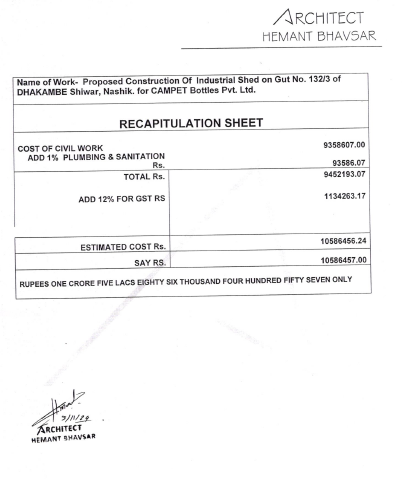 ARCHITECT
HEMANT BHAVSAR
Name of Work- Proposed Construction Of Industrial Shed on Gut No. 132/3 of
DHAKAMBE Shiwar, Nashik. for CAMPET Bottles Pvt. Ltd.
RECAPITULATION SHEET
COST OF CIVIL WORK 9358607.00
ADD 1% PLUMBING & SANITATION
Rs. 93586.07
TOTAL Rs. 9452193.07
ADD 12% FOR GST RS 1134263.17
ESTIMATED COST Rs. 10586456.24
SAY RS. 10586457.00
RUPEES ONE CRORE FIVE LACS EIGHTY SIX THOUSAND FOUR HUNDRED FIFTY SEVEN ONLY
ARCHITECT
HEMANT BHAVSAR